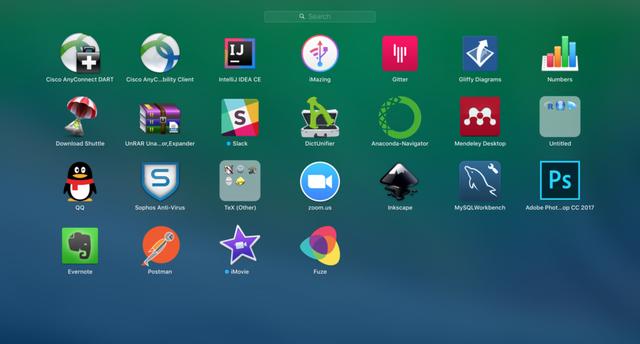 Search
Cisco AnyConnect DART
Cisco AnyC...bility Client
IntelliJ IDEA CE
iMazing
Gitter
Gliffy Diagrams
Numbers
Download Shuttle
UnRAR Una...or,Expander
Slack
DictUnifier
Anaconda-Navigator
Mendeley Desktop
Untitled
QQ
Sophos Anti-Virus
TeX (Other)
zoom.us
Inkscape
MySQLWorkbench
Adobe Phot...op CC 2017
Evernote
Postman
iMovie
Fuze
IJ
S
S
Ps